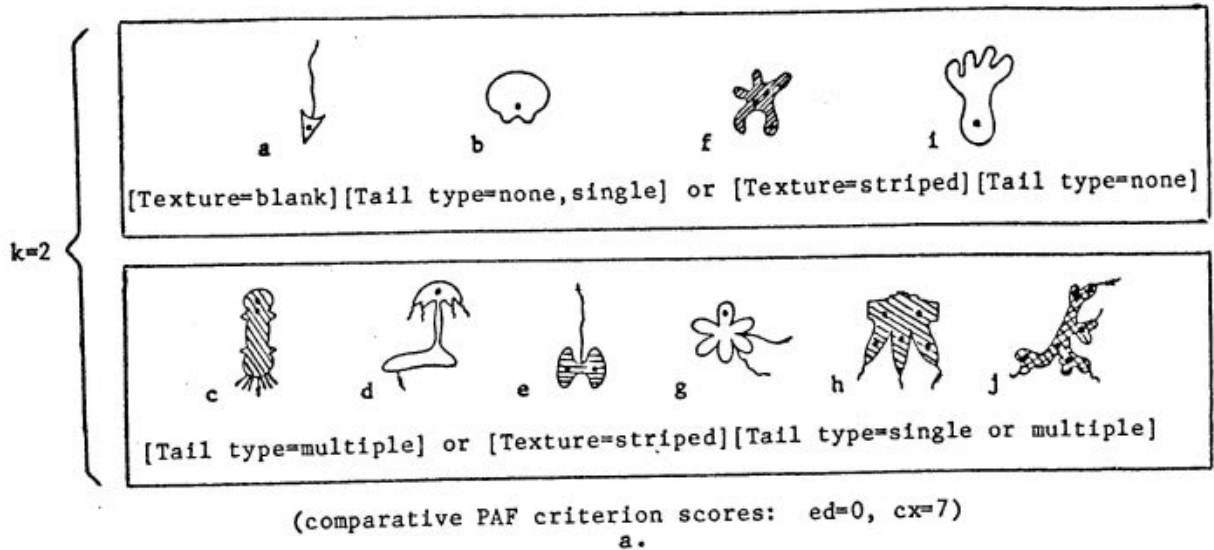 a b f i
[Texture=blank][Tail type=none,single] or [Texture=striped][Tail type=none]
k=2
c d e g h j
[Tail type=multiple] or [Texture=striped][Tail type=single or multiple]
(comparative PAF criterion scores: ed=0, cx=7)
a.